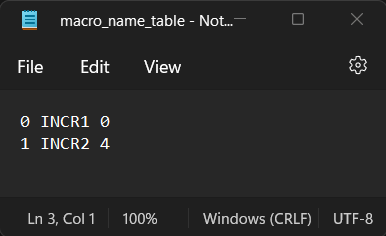 macro_name_table - Not...
File Edit View
0 INCR1 0
1 INCR2 4
Ln 3, Col 1 100% Windows (CRLF) UTF-8